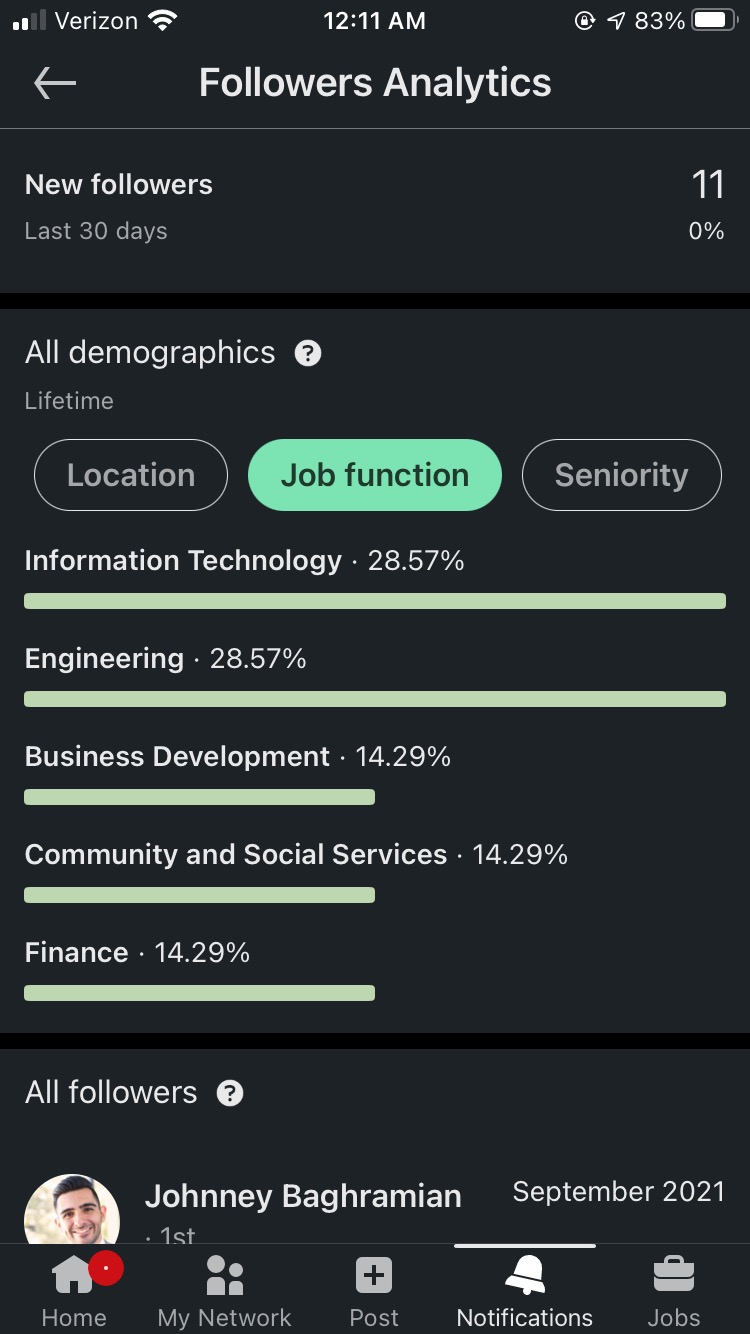 Verizon 12:11 AM 83%
Followers Analytics
New followers 11
Last 30 days 0%
All demographics ?
Lifetime
Location Job function Seniority
Information Technology · 28.57%
Engineering · 28.57%
Business Development · 14.29%
Community and Social Services · 14.29%
Finance · 14.29%
All followers ?
Johnney Baghramian September 2021
· 1st
Home My Network Post Notifications Jobs